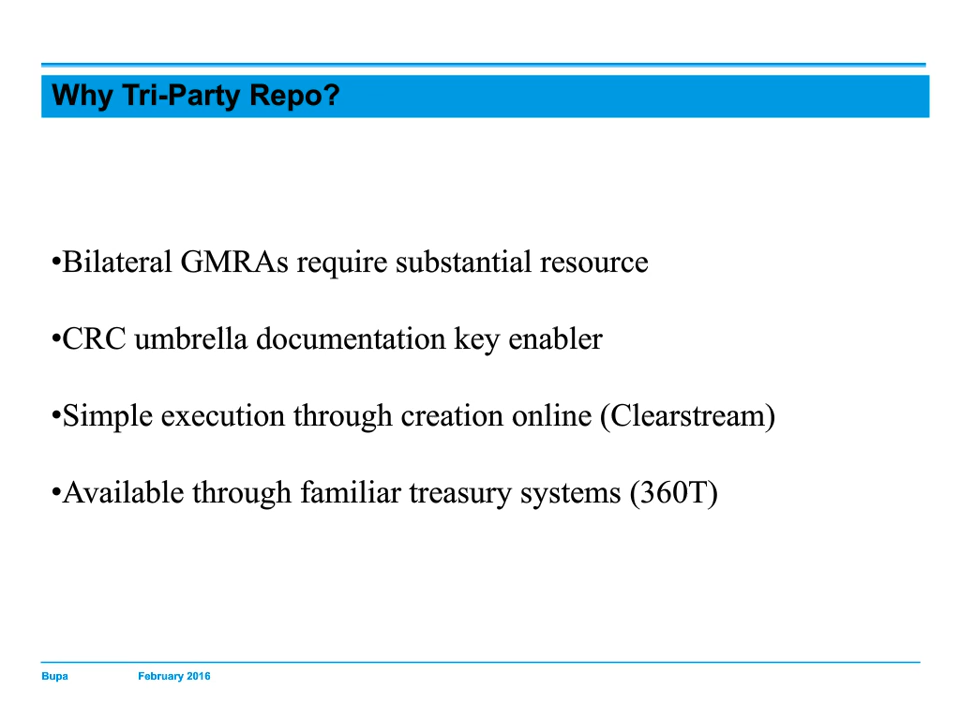 Why Tri-Party Repo?
•Bilateral GMRAs require substantial resource
•CRC umbrella documentation key enabler
•Simple execution through creation online (Clearstream)
•Available through familiar treasury systems (360T)
Bupa February 2016